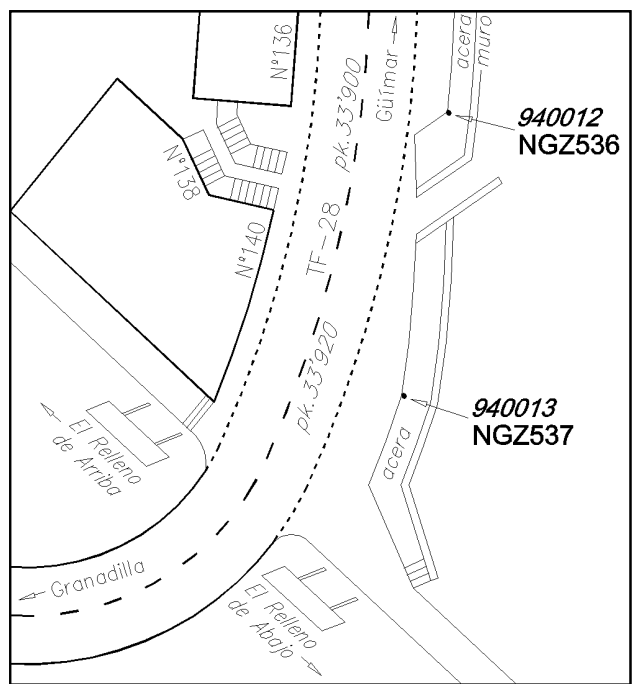 Nº136
pk.33'900
Güímar
acera
muro
940012
NGZ536
Nº138
Nº140
TF-28
pk.33'920
940013
NGZ537
El Relleno
de Arriba
acera
Granadilla
El Relleno
de Abajo